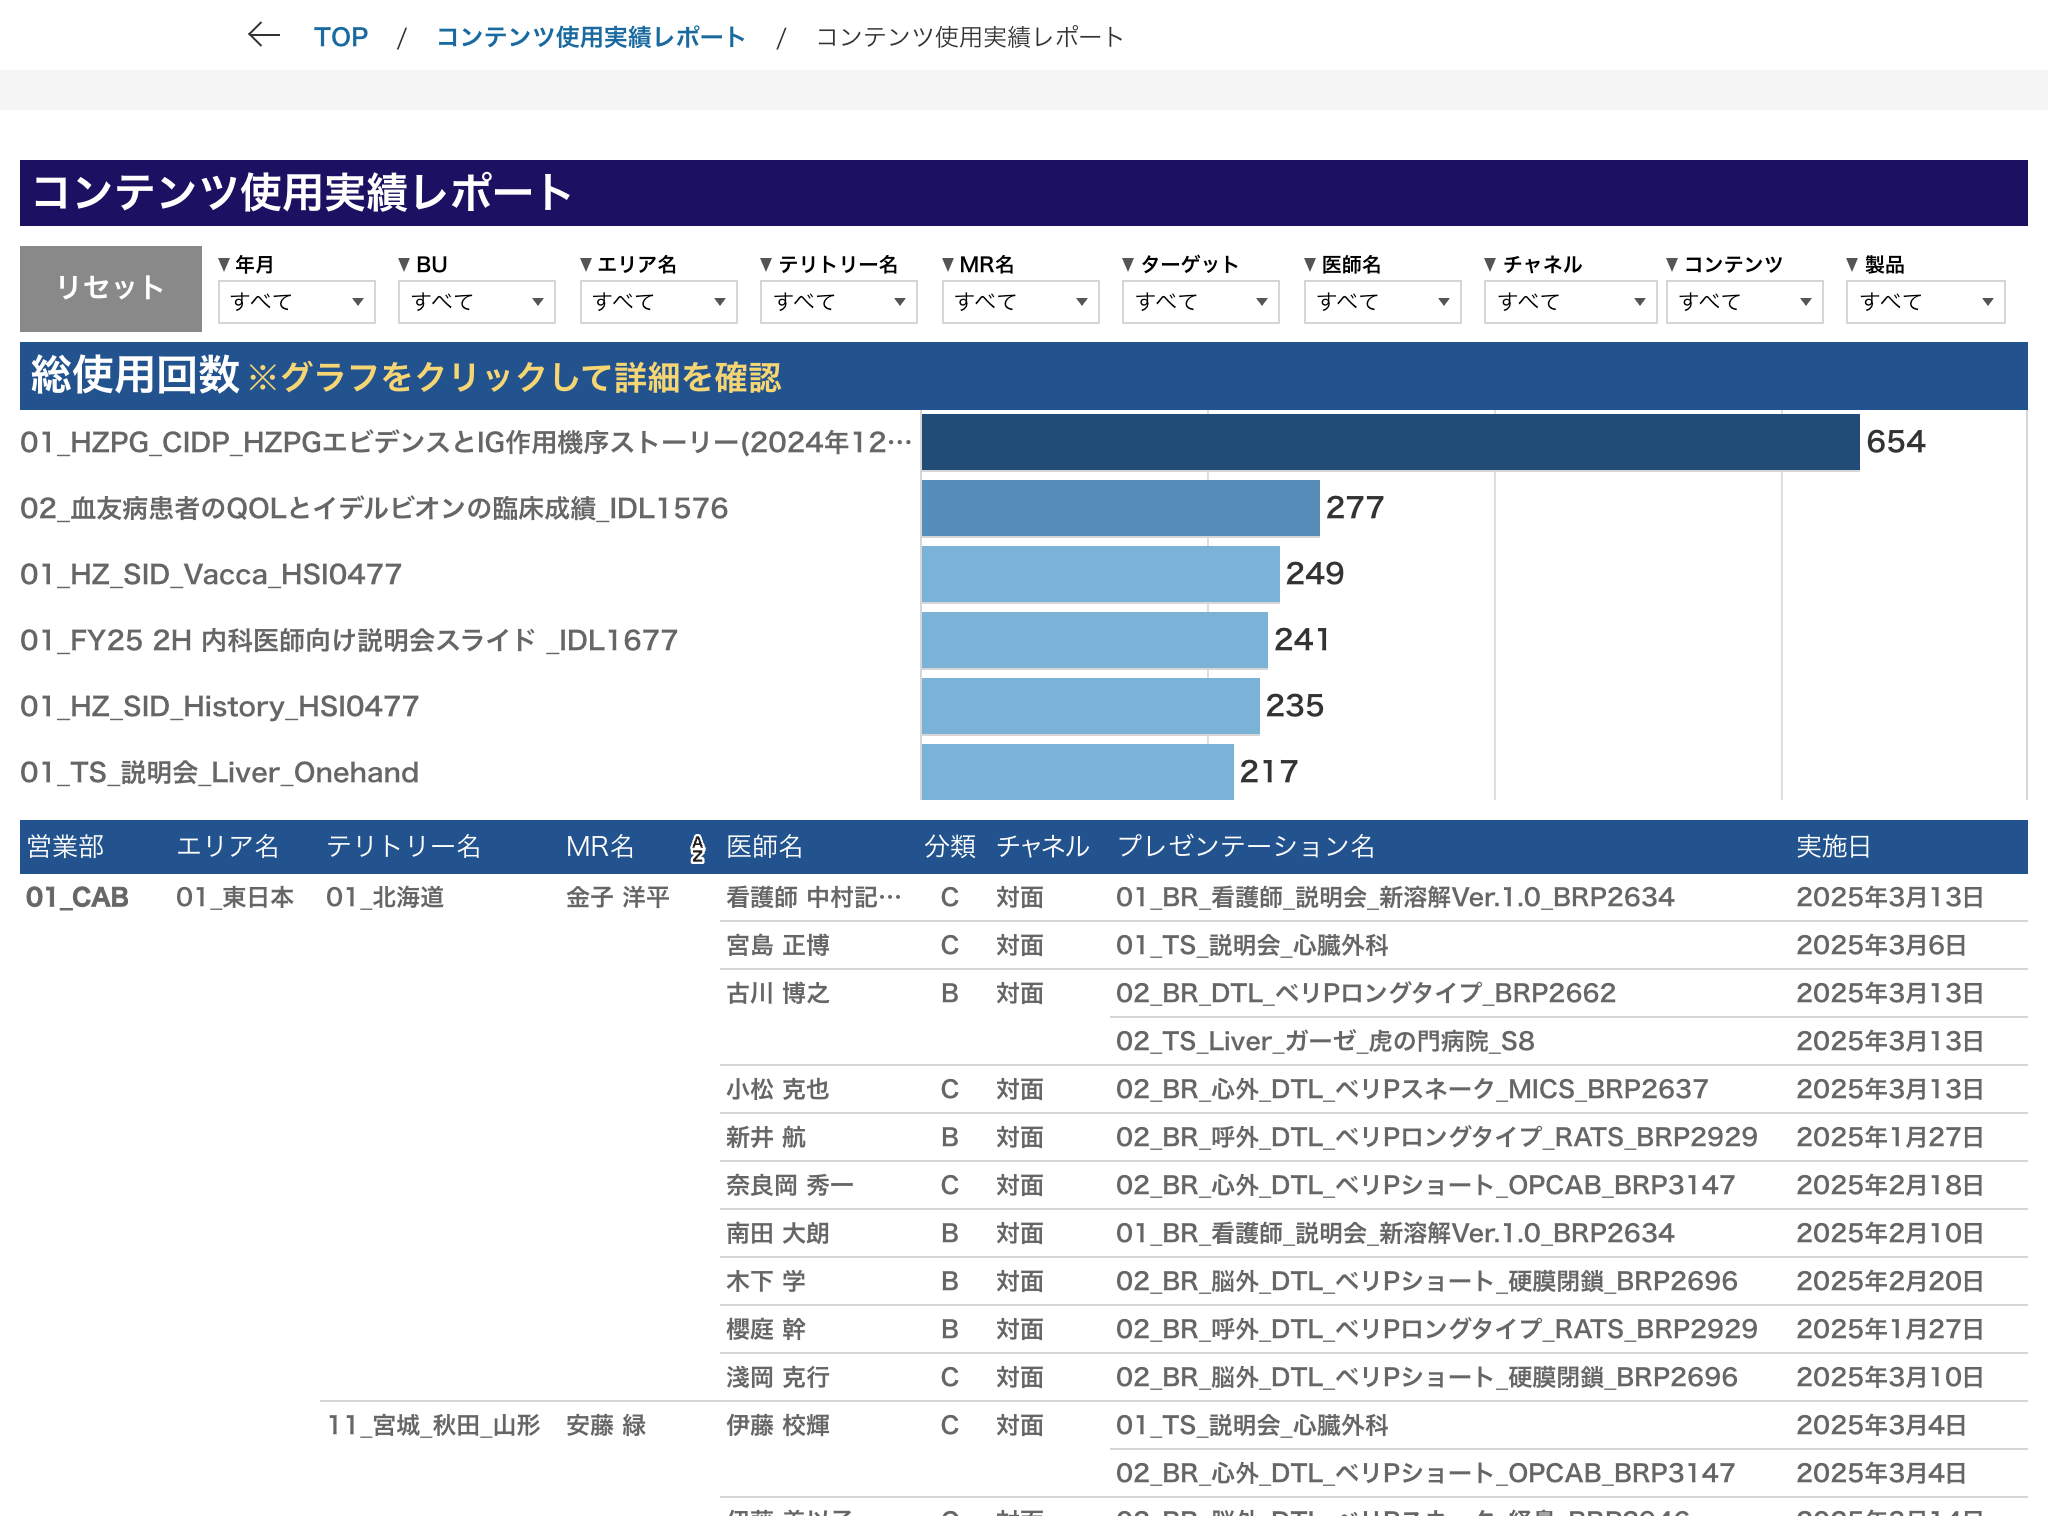 ← TOP / コンテンツ使用実績レポート / コンテンツ使用実績レポート
コンテンツ使用実績レポート
リセット
▼年月 ▼BU ▼エリア名 ▼テリトリー名 ▼MR名 ▼ターゲット ▼医師名 ▼チャネル ▼コンテンツ ▼製品
すべて すべて すべて すべて すべて すべて すべて すべて すべて すべて
総使用回数 ※グラフをクリックして詳細を確認
01_HZPG_CIDP_HZPGエビデンスとIG作用機序ストーリー(2024年12… 654
02_血友病患者のQOLとイデルビオンの臨床成績_IDL1576 277
01_HZ_SID_Vacca_HSI0477 249
01_FY25 2H 内科医師向け説明会スライド _IDL1677 241
01_HZ_SID_History_HSI0477 235
01_TS_説明会_Liver_Onehand 217
営業部 エリア名 テリトリー名 MR名 AZ 医師名 分類 チャネル プレゼンテーション名 実施日
01_CAB 01_東日本 01_北海道 金子 洋平 看護師 中村記… C 対面 01_BR_看護師_説明会_新溶解Ver.1.0_BRP2634 2025年3月13日
宮島 正博 C 対面 01_TS_説明会_心臓外科 2025年3月6日
古川 博之 B 対面 02_BR_DTL_ベリPロングタイプ_BRP2662 2025年3月13日
02_TS_Liver_ガーゼ_虎の門病院_S8 2025年3月13日
小松 克也 C 対面 02_BR_心外_DTL_ベリPスネーク_MICS_BRP2637 2025年3月13日
新井 航 B 対面 02_BR_呼外_DTL_ベリPロングタイプ_RATS_BRP2929 2025年1月27日
奈良岡 秀一 C 対面 02_BR_心外_DTL_ベリPショート_OPCAB_BRP3147 2025年2月18日
南田 大朗 B 対面 01_BR_看護師_説明会_新溶解Ver.1.0_BRP2634 2025年2月10日
木下 学 B 対面 02_BR_脳外_DTL_ベリPショート_硬膜閉鎖_BRP2696 2025年2月20日
櫻庭 幹 B 対面 02_BR_呼外_DTL_ベリPロングタイプ_RATS_BRP2929 2025年1月27日
淺岡 克行 C 対面 02_BR_脳外_DTL_ベリPショート_硬膜閉鎖_BRP2696 2025年3月10日
11_宮城_秋田_山形 安藤 緑 伊藤 校輝 C 対面 01_TS_説明会_心臓外科 2025年3月4日
02_BR_心外_DTL_ベリPショート_OPCAB_BRP3147 2025年3月4日